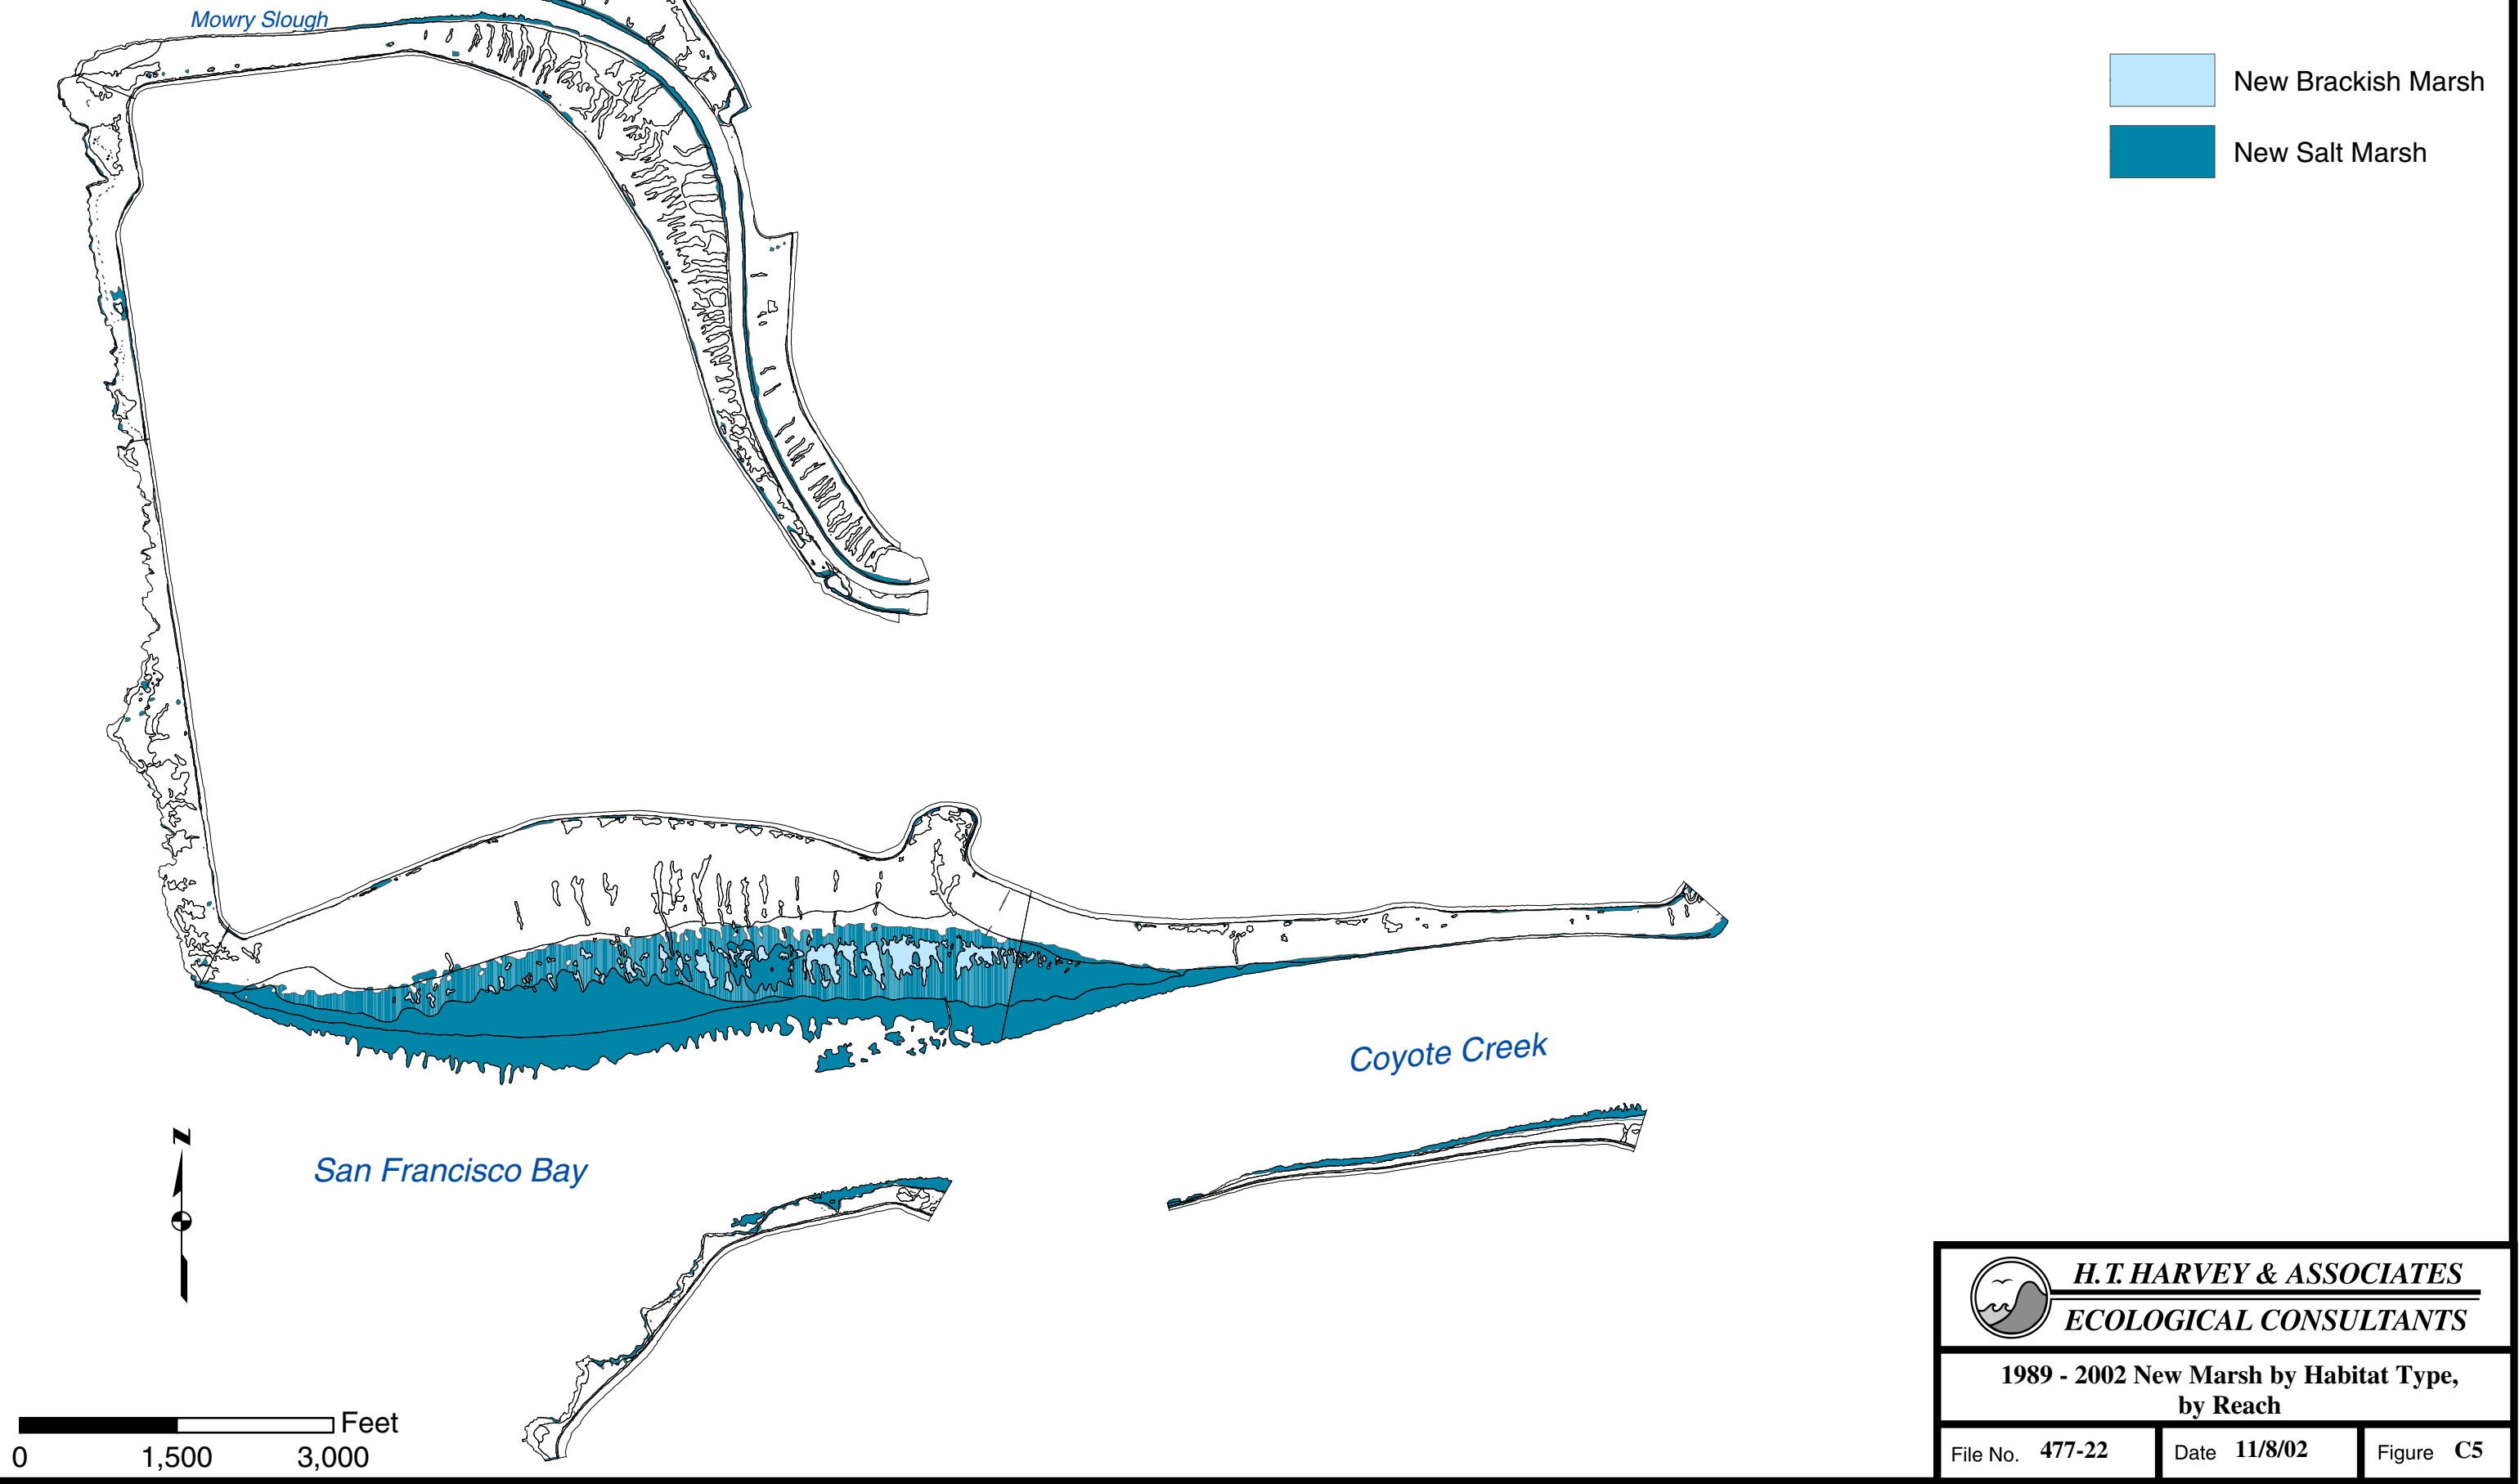 Mowry Slough
New Brackish Marsh
New Salt Marsh
Coyote Creek
San Francisco Bay
N
Feet
0 1,500 3,000
H.T. HARVEY & ASSOCIATES
ECOLOGICAL CONSULTANTS
1989 - 2002 New Marsh by Habitat Type,
by Reach
File No. 477-22 Date 11/8/02 Figure C5